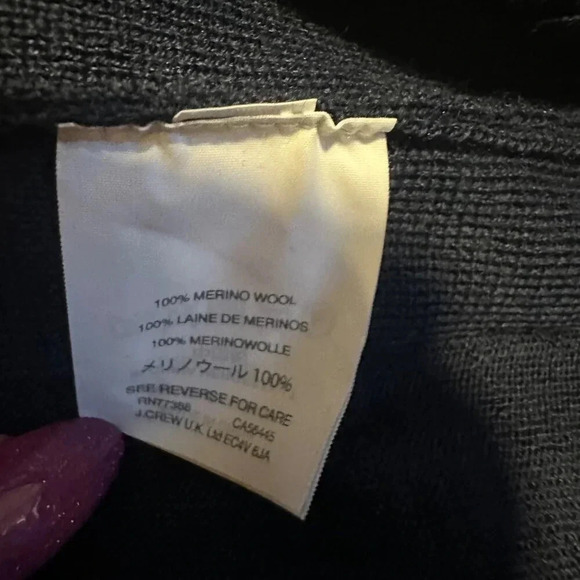 100% MERINO WOOL
100% LAINE DE MERINOS
100% MERINOWOLLE
メリノウール 100%
SEE REVERSE FOR CARE
RN77388 CA56445
J.CREW U.K. Ltd EC4V 6JA